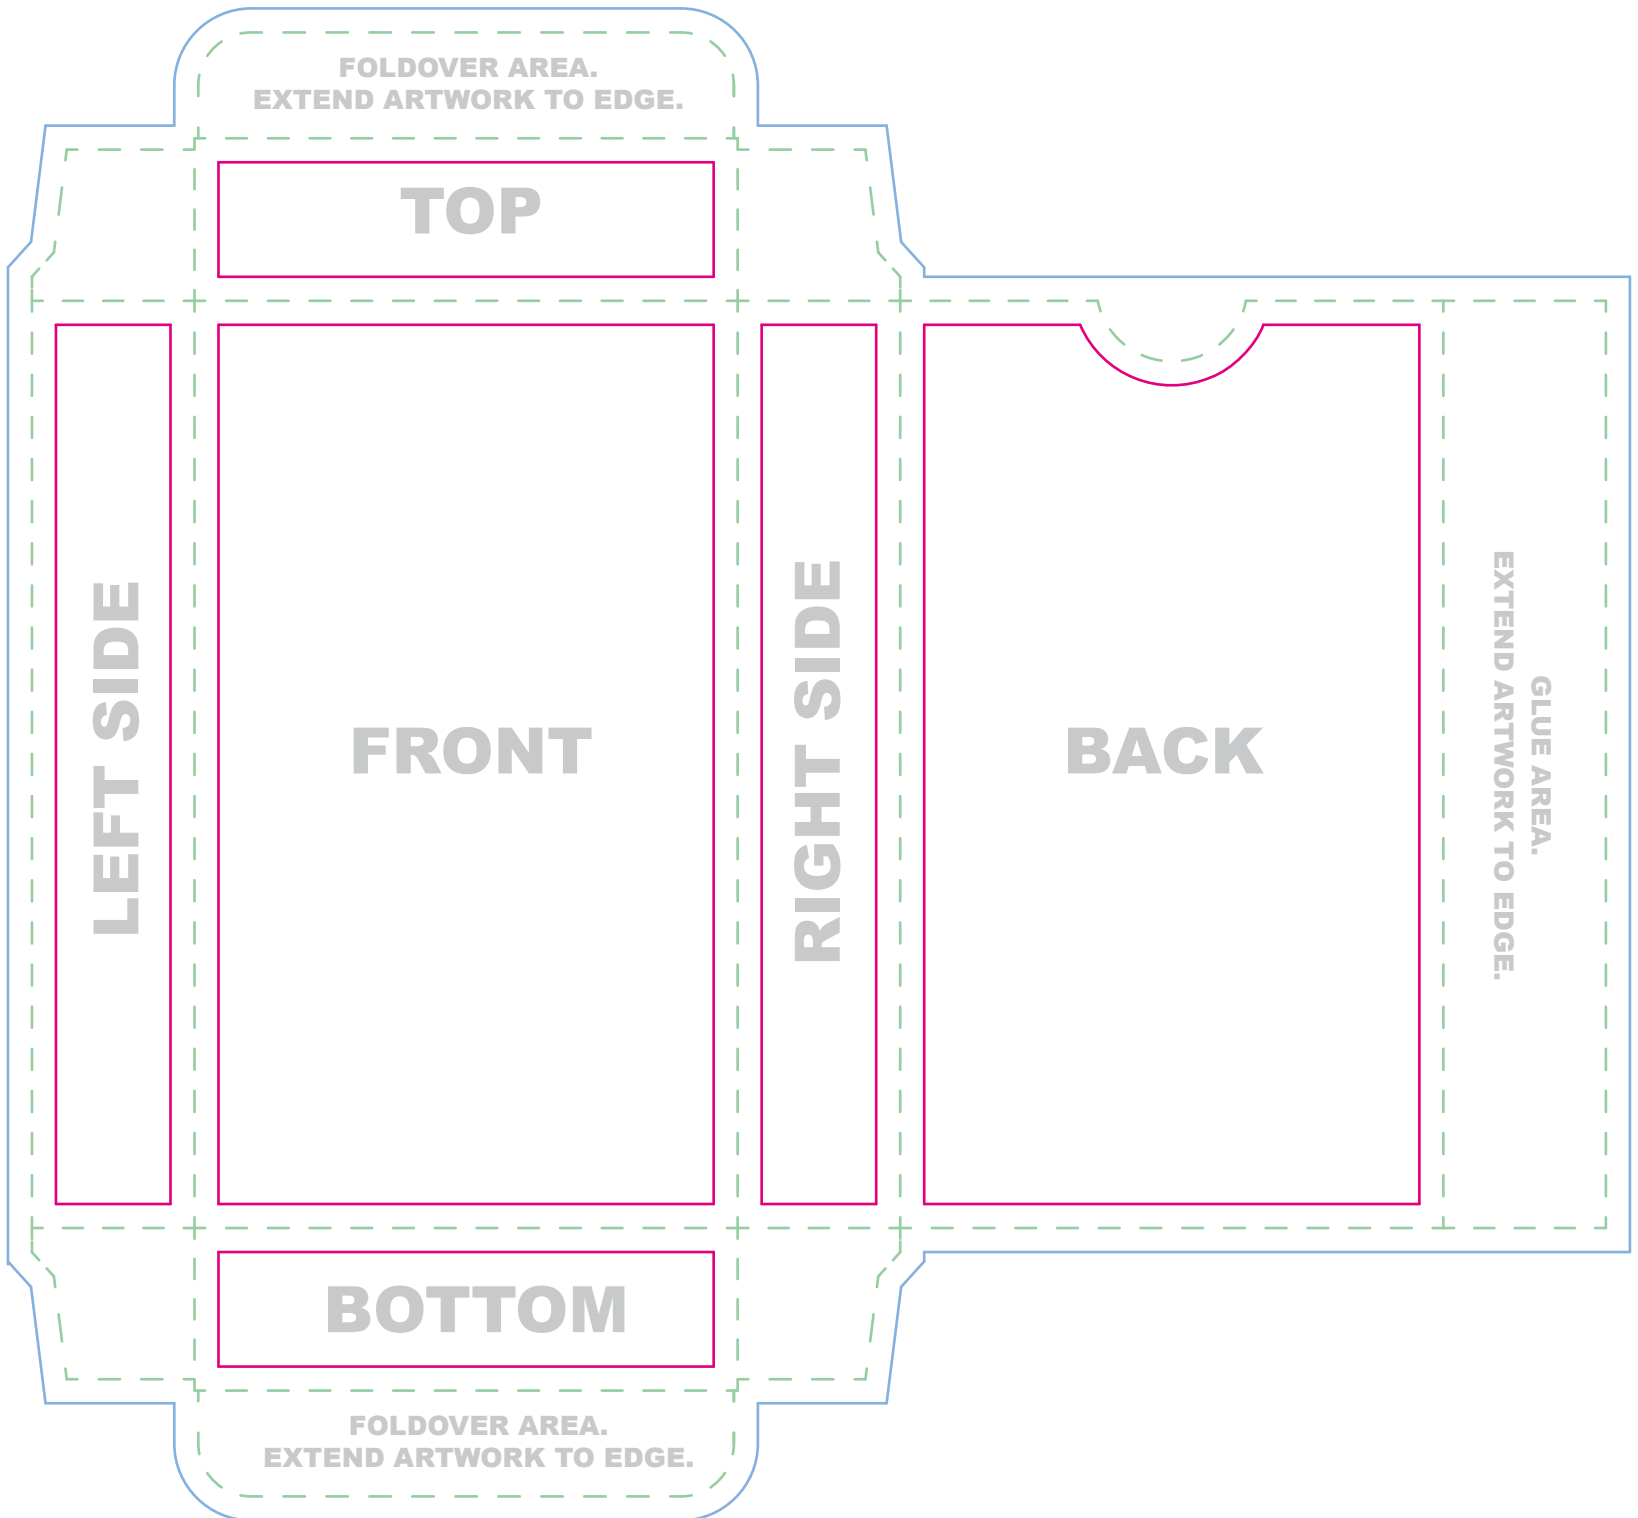 FOLDOVER AREA.
EXTEND ARTWORK TO EDGE.
TOP
LEFT SIDE
FRONT
RIGHT SIDE
BACK
GLUE AREA.
EXTEND ARTWORK TO EDGE.
BOTTOM
FOLDOVER AREA.
EXTEND ARTWORK TO EDGE.